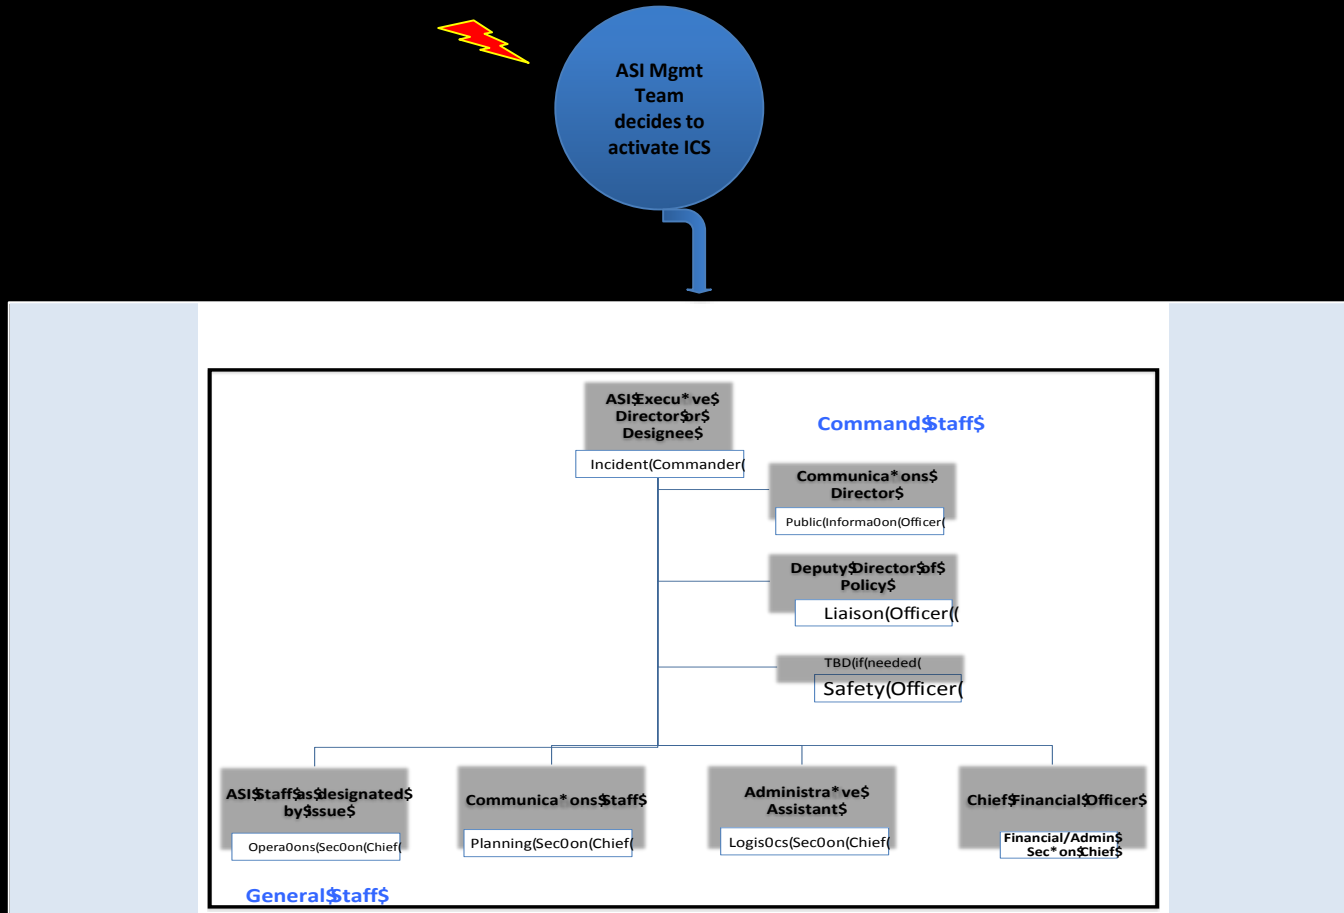 ASI Mgmt
Team
decides to
activate ICS
ASI$Execu*ve$
Director$or$
Designee$
Incident(Commander(
Command$Staff$
Communica*ons$
Director$
Public(Informa0on(Officer(
Deputy$Director$of$
Policy$
Liaison(Officer((
TBD(if(needed(
Safety(Officer(
ASI$Staff$as$designated$
by$issue$
Opera0ons(Sec0on(Chief(
Communica*ons$Staff$
Planning(Sec0on(Chief(
Administra*ve$
Assistant$
Logis0cs(Sec0on(Chief(
Chief$Financial$Officer$
Financial/Admin$
Sec*on$Chief$
General$Staff$